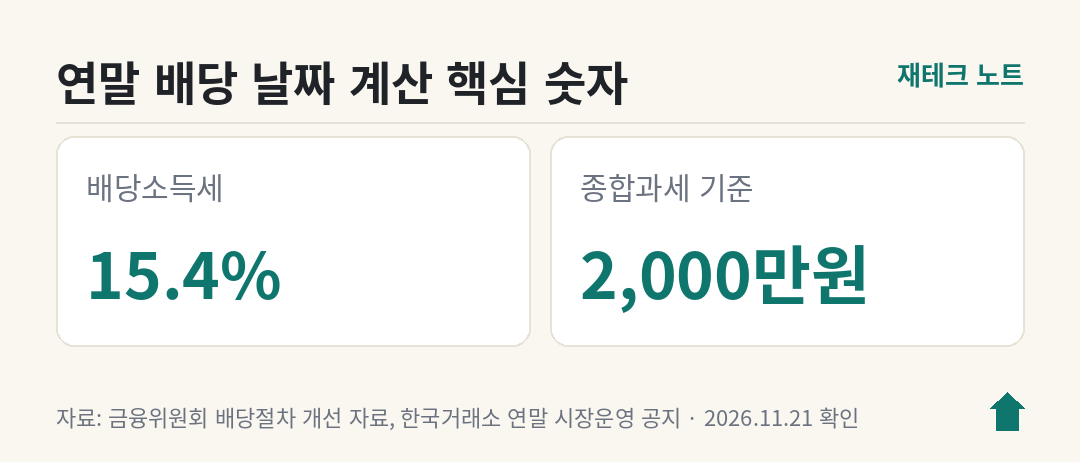 연말 배당 날짜 계산 핵심 숫자
재테크 노트
배당소득세
15.4%
종합과세 기준
2,000만원
자료: 금융위원회 배당절차 개선 자료, 한국거래소 연말 시장운영 공지 · 2026.11.21 확인